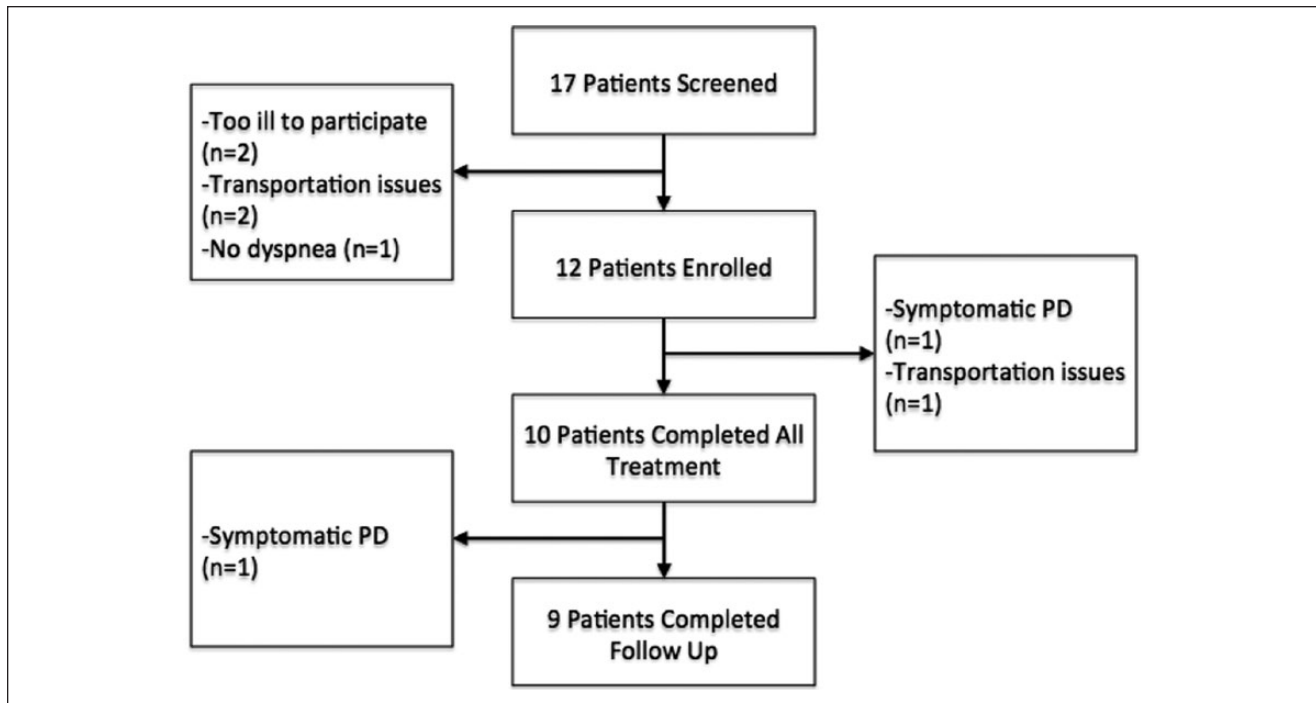 17 Patients Screened
-Too ill to participate
(n=2)
-Transportation issues
(n=2)
-No dyspnea (n=1)
12 Patients Enrolled
-Symptomatic PD
(n=1)
-Transportation issues
(n=1)
10 Patients Completed All
Treatment
-Symptomatic PD
(n=1)
9 Patients Completed
Follow Up